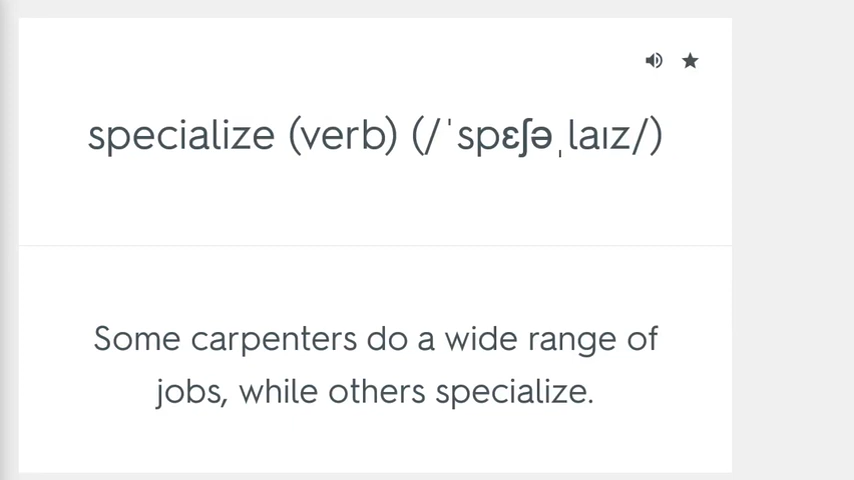 specialize (verb) (/ˈspɛʃəˌlaɪz/)
Some carpenters do a wide range of
jobs, while others specialize.